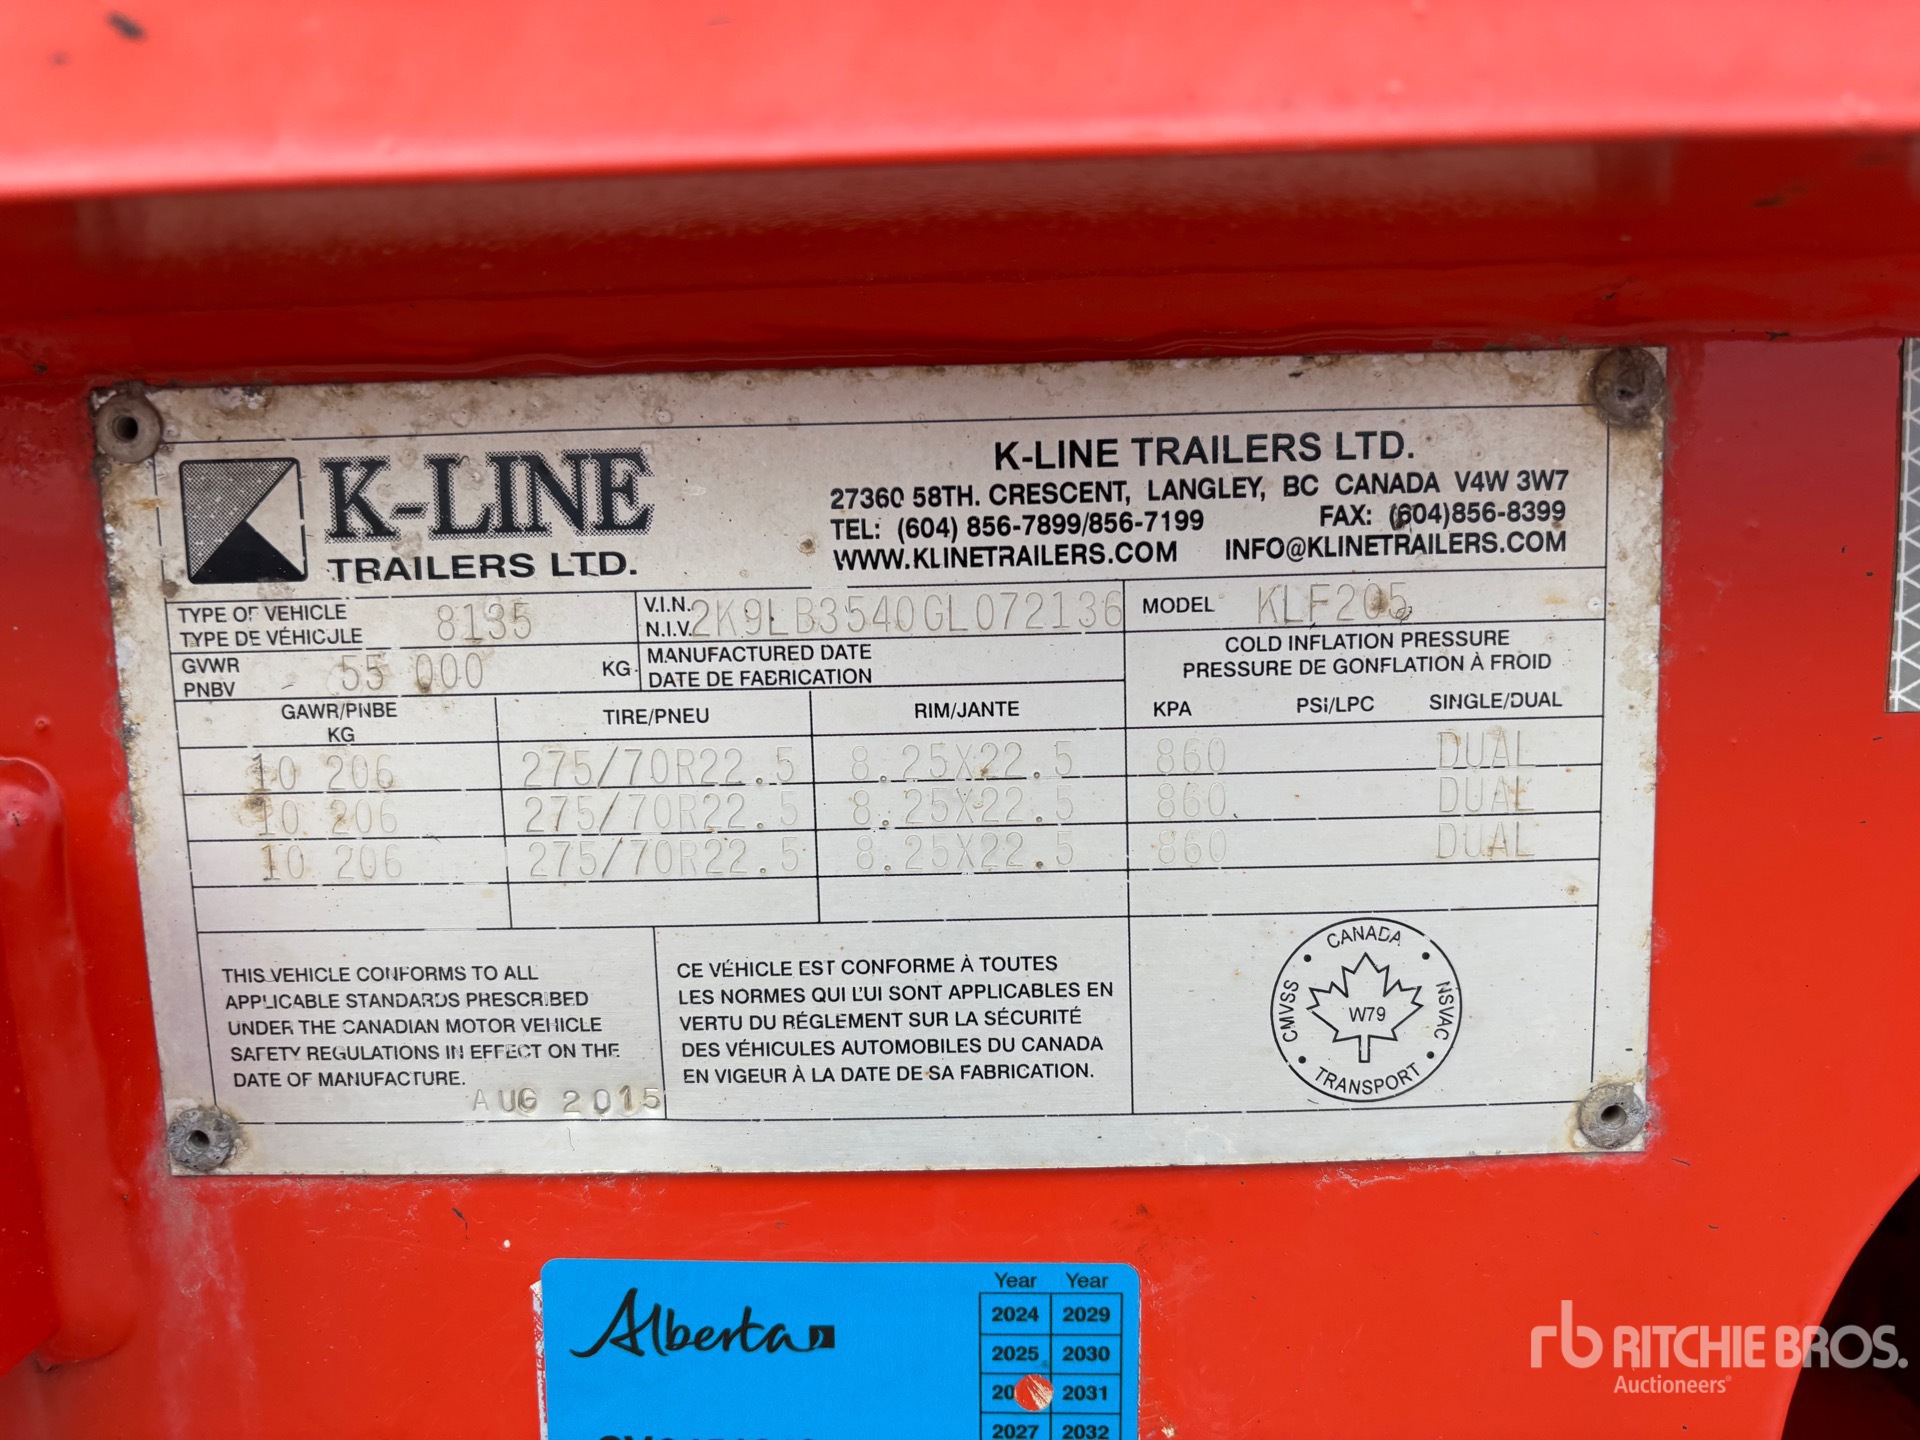 K-LINE
TRAILERS LTD.
K-LINE TRAILERS LTD.
27360 58TH. CRESCENT, LANGLEY, BC CANADA V4W 3W7
TEL: (604) 856-7899/856-7199 FAX: (604)856-8399
WWW.KLINETRAILERS.COM INFO@KLINETRAILERS.COM
TYPE OF VEHICLE
TYPE DE VÉHICULE
8135
V.I.N.
N.I.V.
2K9LB3540GL072136
MODEL KLF205
GVWR
PNBV
55 000 KG
MANUFACTURED DATE
DATE DE FABRICATION
COLD INFLATION PRESSURE
PRESSURE DE GONFLATION À FROID
GAWR/PNBE
KG
TIRE/PNEU RIM/JANTE KPA PSI/LPC SINGLE/DUAL
10 206 275/70R22.5 8.25X22.5 860 DUAL
10 206 275/70R22.5 8.25X22.5 860 DUAL
10 206 275/70R22.5 8.25X22.5 860 DUAL
THIS VEHICLE CONFORMS TO ALL
APPLICABLE STANDARDS PRESCRIBED
UNDER THE CANADIAN MOTOR VEHICLE
SAFETY REGULATIONS IN EFFECT ON THE
DATE OF MANUFACTURE.
AUG 2015
CE VÉHICLE EST CONFORME À TOUTES
LES NORMES QUI L'UI SONT APPLICABLES EN
VERTU DU RÉGLEMENT SUR LA SÉCURITÉ
DES VÉHICULES AUTOMOBILES DU CANADA
EN VIGEUR À LA DATE DE SA FABRICATION.
CANADA
CMVSS
NSVAC
W79
TRANSPORT
Alberta
Year Year
2024 2029
2025 2030
20 2031
2027 2032
rb RITCHIE BROS.
Auctioneers